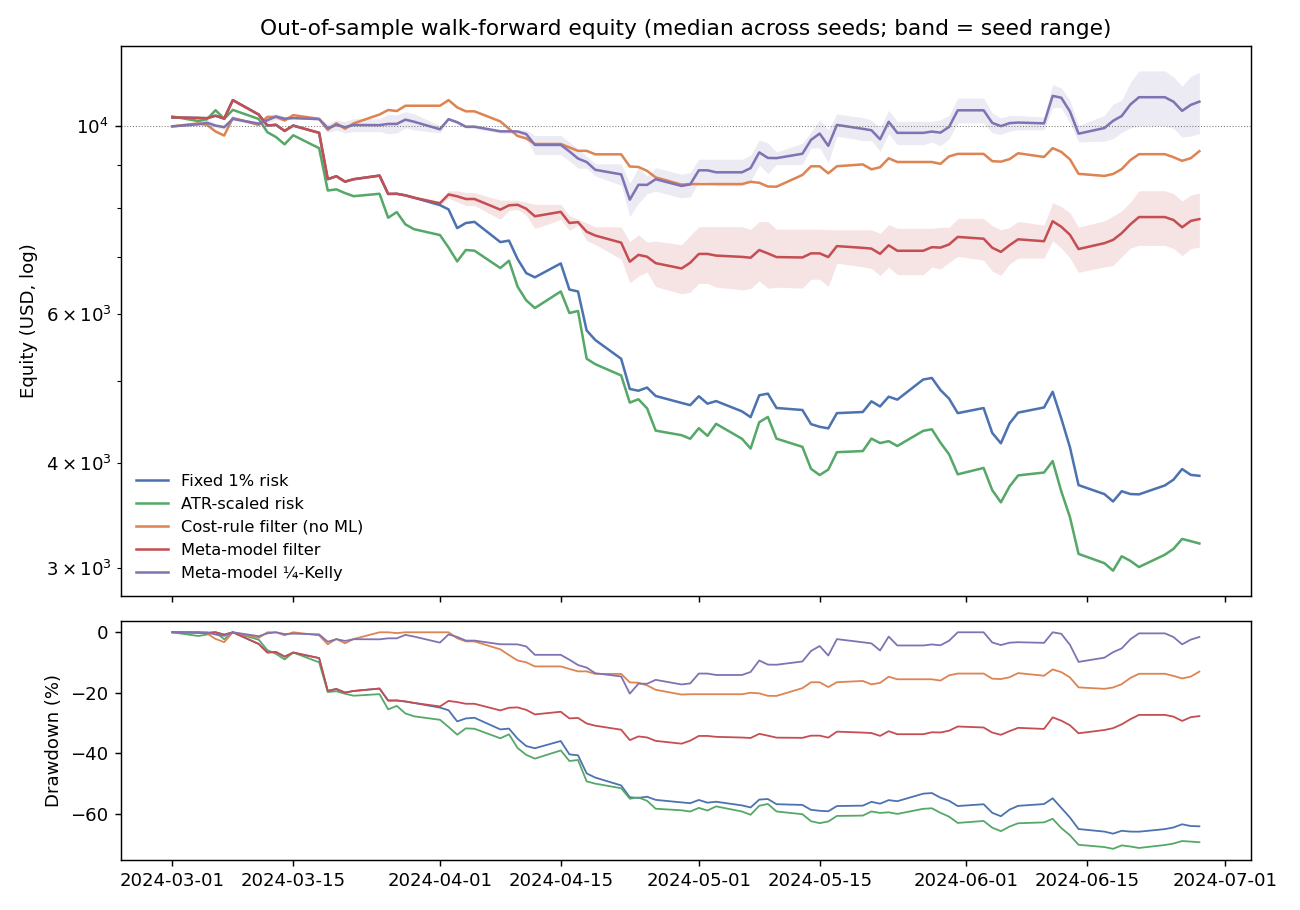 Out-of-sample walk-forward equity (median across seeds; band = seed range)
Equity (USD, log)
10⁴
6 × 10³
4 × 10³
3 × 10³
Fixed 1% risk
ATR-scaled risk
Cost-rule filter (no ML)
Meta-model filter
Meta-model ¼-Kelly
Drawdown (%)
0
−20
−40
−60
2024-03-01 2024-03-15 2024-04-01 2024-04-15 2024-05-01 2024-05-15 2024-06-01 2024-06-15 2024-07-01